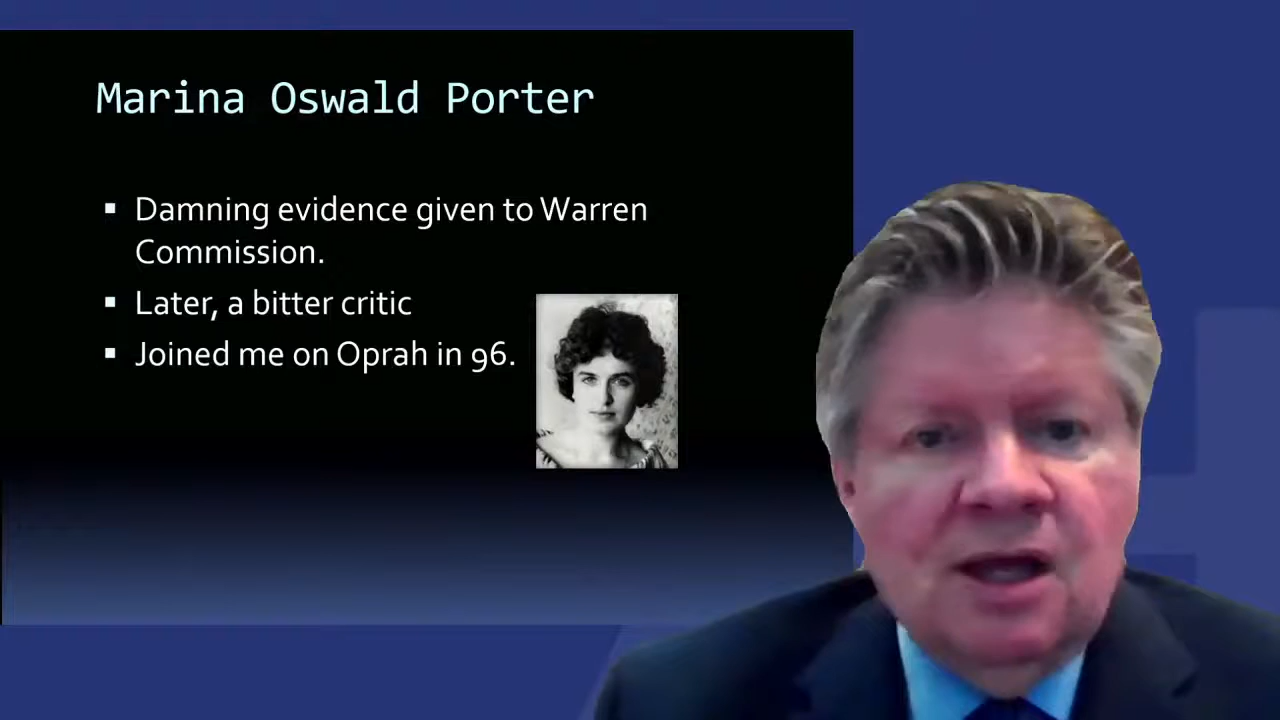 Marina Oswald Porter
▪ Damning evidence given to Warren
Commission.
▪ Later, a bitter critic
▪ Joined me on Oprah in 96.